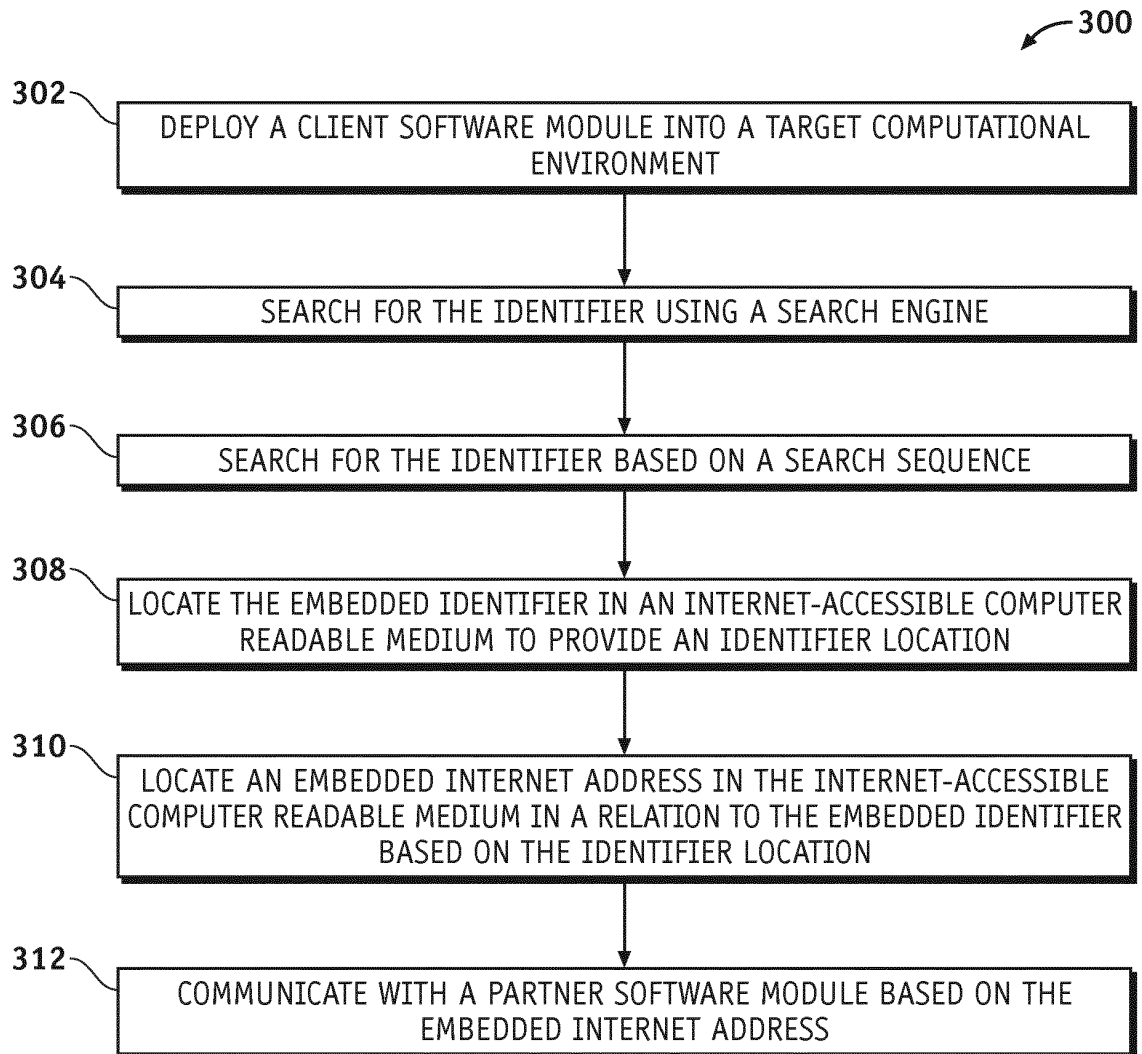 300
302
DEPLOY A CLIENT SOFTWARE MODULE INTO A TARGET COMPUTATIONAL
ENVIRONMENT
304
SEARCH FOR THE IDENTIFIER USING A SEARCH ENGINE
306
SEARCH FOR THE IDENTIFIER BASED ON A SEARCH SEQUENCE
308
LOCATE THE EMBEDDED IDENTIFIER IN AN INTERNET-ACCESSIBLE COMPUTER
READABLE MEDIUM TO PROVIDE AN IDENTIFIER LOCATION
310
LOCATE AN EMBEDDED INTERNET ADDRESS IN THE INTERNET-ACCESSIBLE
COMPUTER READABLE MEDIUM IN A RELATION TO THE EMBEDDED IDENTIFIER
BASED ON THE IDENTIFIER LOCATION
312
COMMUNICATE WITH A PARTNER SOFTWARE MODULE BASED ON THE
EMBEDDED INTERNET ADDRESS